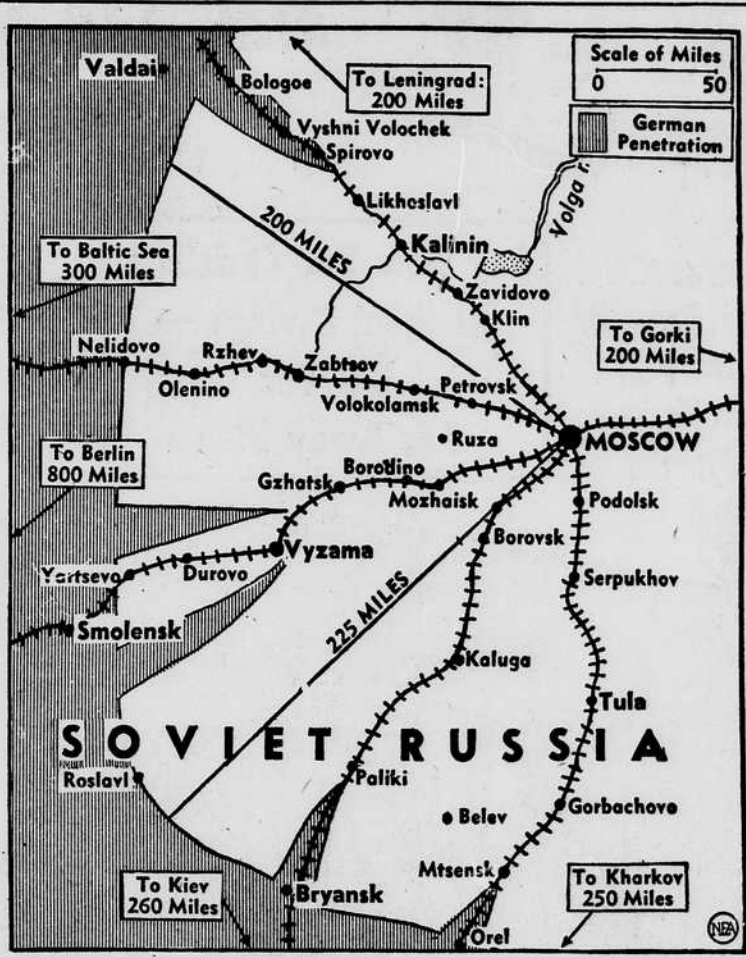 Scale of Miles
0 50
German
Penetration
Valdai
Bologoe
To Leningrad:
200 Miles
Vyshni Volochek
Spirovo
Likhoslavl
Volga r.
Kalinin
200 MILES
To Baltic Sea
300 Miles
Zavidovo
Klin
To Gorki
200 Miles
Nelidovo
Rzhev
Zabtsov
Olenino
Petrovsk
Volokolamsk
Ruza
MOSCOW
To Berlin
800 Miles
Borodino
Gzhatsk
Mozhaisk
Podolsk
Borovsk
Vyzama
Durovo
Yartsevo
Serpukhov
225 MILES
Smolensk
Kaluga
Tula
SOVIET RUSSIA
Roslavl
Paliki
Belev
Gorbachovo
Mtsensk
To Kiev
260 Miles
Bryansk
To Kharkov
250 Miles
Orel
NEA